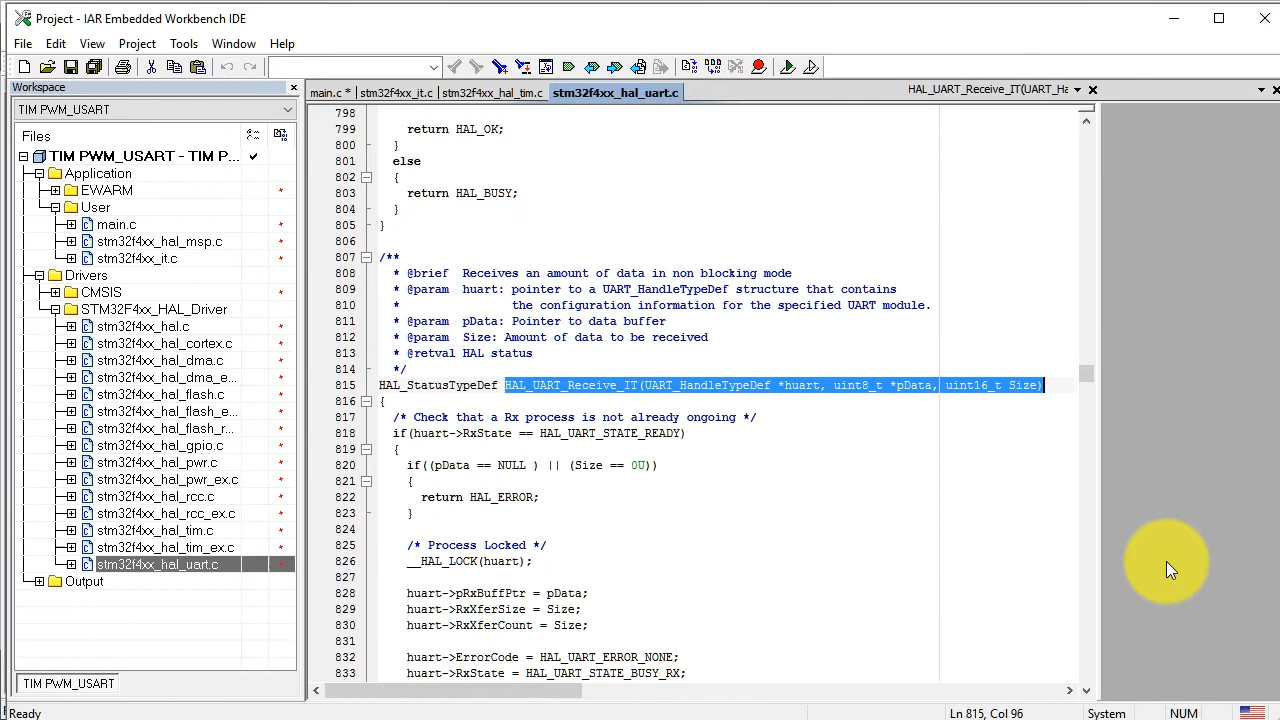 Project - IAR Embedded Workbench IDE
File Edit View Project Tools Window Help
Workspace
TIM PWM_USART
Files
TIM PWM_USART - TIM P...
Application
EWARM
User
main.c
stm32f4xx_hal_msp.c
stm32f4xx_it.c
Drivers
CMSIS
STM32F4xx_HAL_Driver
stm32f4xx_hal.c
stm32f4xx_hal_cortex.c
stm32f4xx_hal_dma.c
stm32f4xx_hal_dma_e...
stm32f4xx_hal_flash.c
stm32f4xx_hal_flash_e...
stm32f4xx_hal_flash_r...
stm32f4xx_hal_gpio.c
stm32f4xx_hal_pwr.c
stm32f4xx_hal_pwr_ex.c
stm32f4xx_hal_rcc.c
stm32f4xx_hal_rcc_ex.c
stm32f4xx_hal_tim.c
stm32f4xx_hal_tim_ex.c
stm32f4xx_hal_uart.c
Output
TIM PWM_USART
main.c * stm32f4xx_it.c stm32f4xx_hal_tim.c stm32f4xx_hal_uart.c HAL_UART_Receive_IT(UART_Ha
798
799 return HAL_OK;
800 }
801 else
802 {
803 return HAL_BUSY;
804 }
805 }
806
807 /**
808 * @brief Receives an amount of data in non blocking mode
809 * @param huart: pointer to a UART_HandleTypeDef structure that contains
810 * the configuration information for the specified UART module.
811 * @param pData: Pointer to data buffer
812 * @param Size: Amount of data to be received
813 * @retval HAL status
814 */
815 HAL_StatusTypeDef HAL_UART_Receive_IT(UART_HandleTypeDef *huart, uint8_t *pData, uint16_t Size)
816 {
817 /* Check that a Rx process is not already ongoing */
818 if(huart->RxState == HAL_UART_STATE_READY)
819 {
820 if((pData == NULL ) || (Size == 0U))
821 {
822 return HAL_ERROR;
823 }
824
825 /* Process Locked */
826 __HAL_LOCK(huart);
827
828 huart->pRxBuffPtr = pData;
829 huart->RxXferSize = Size;
830 huart->RxXferCount = Size;
831
832 huart->ErrorCode = HAL_UART_ERROR_NONE;
833 huart->RxState = HAL_UART_STATE_BUSY_RX;
Ready Ln 815, Col 96 System NUM